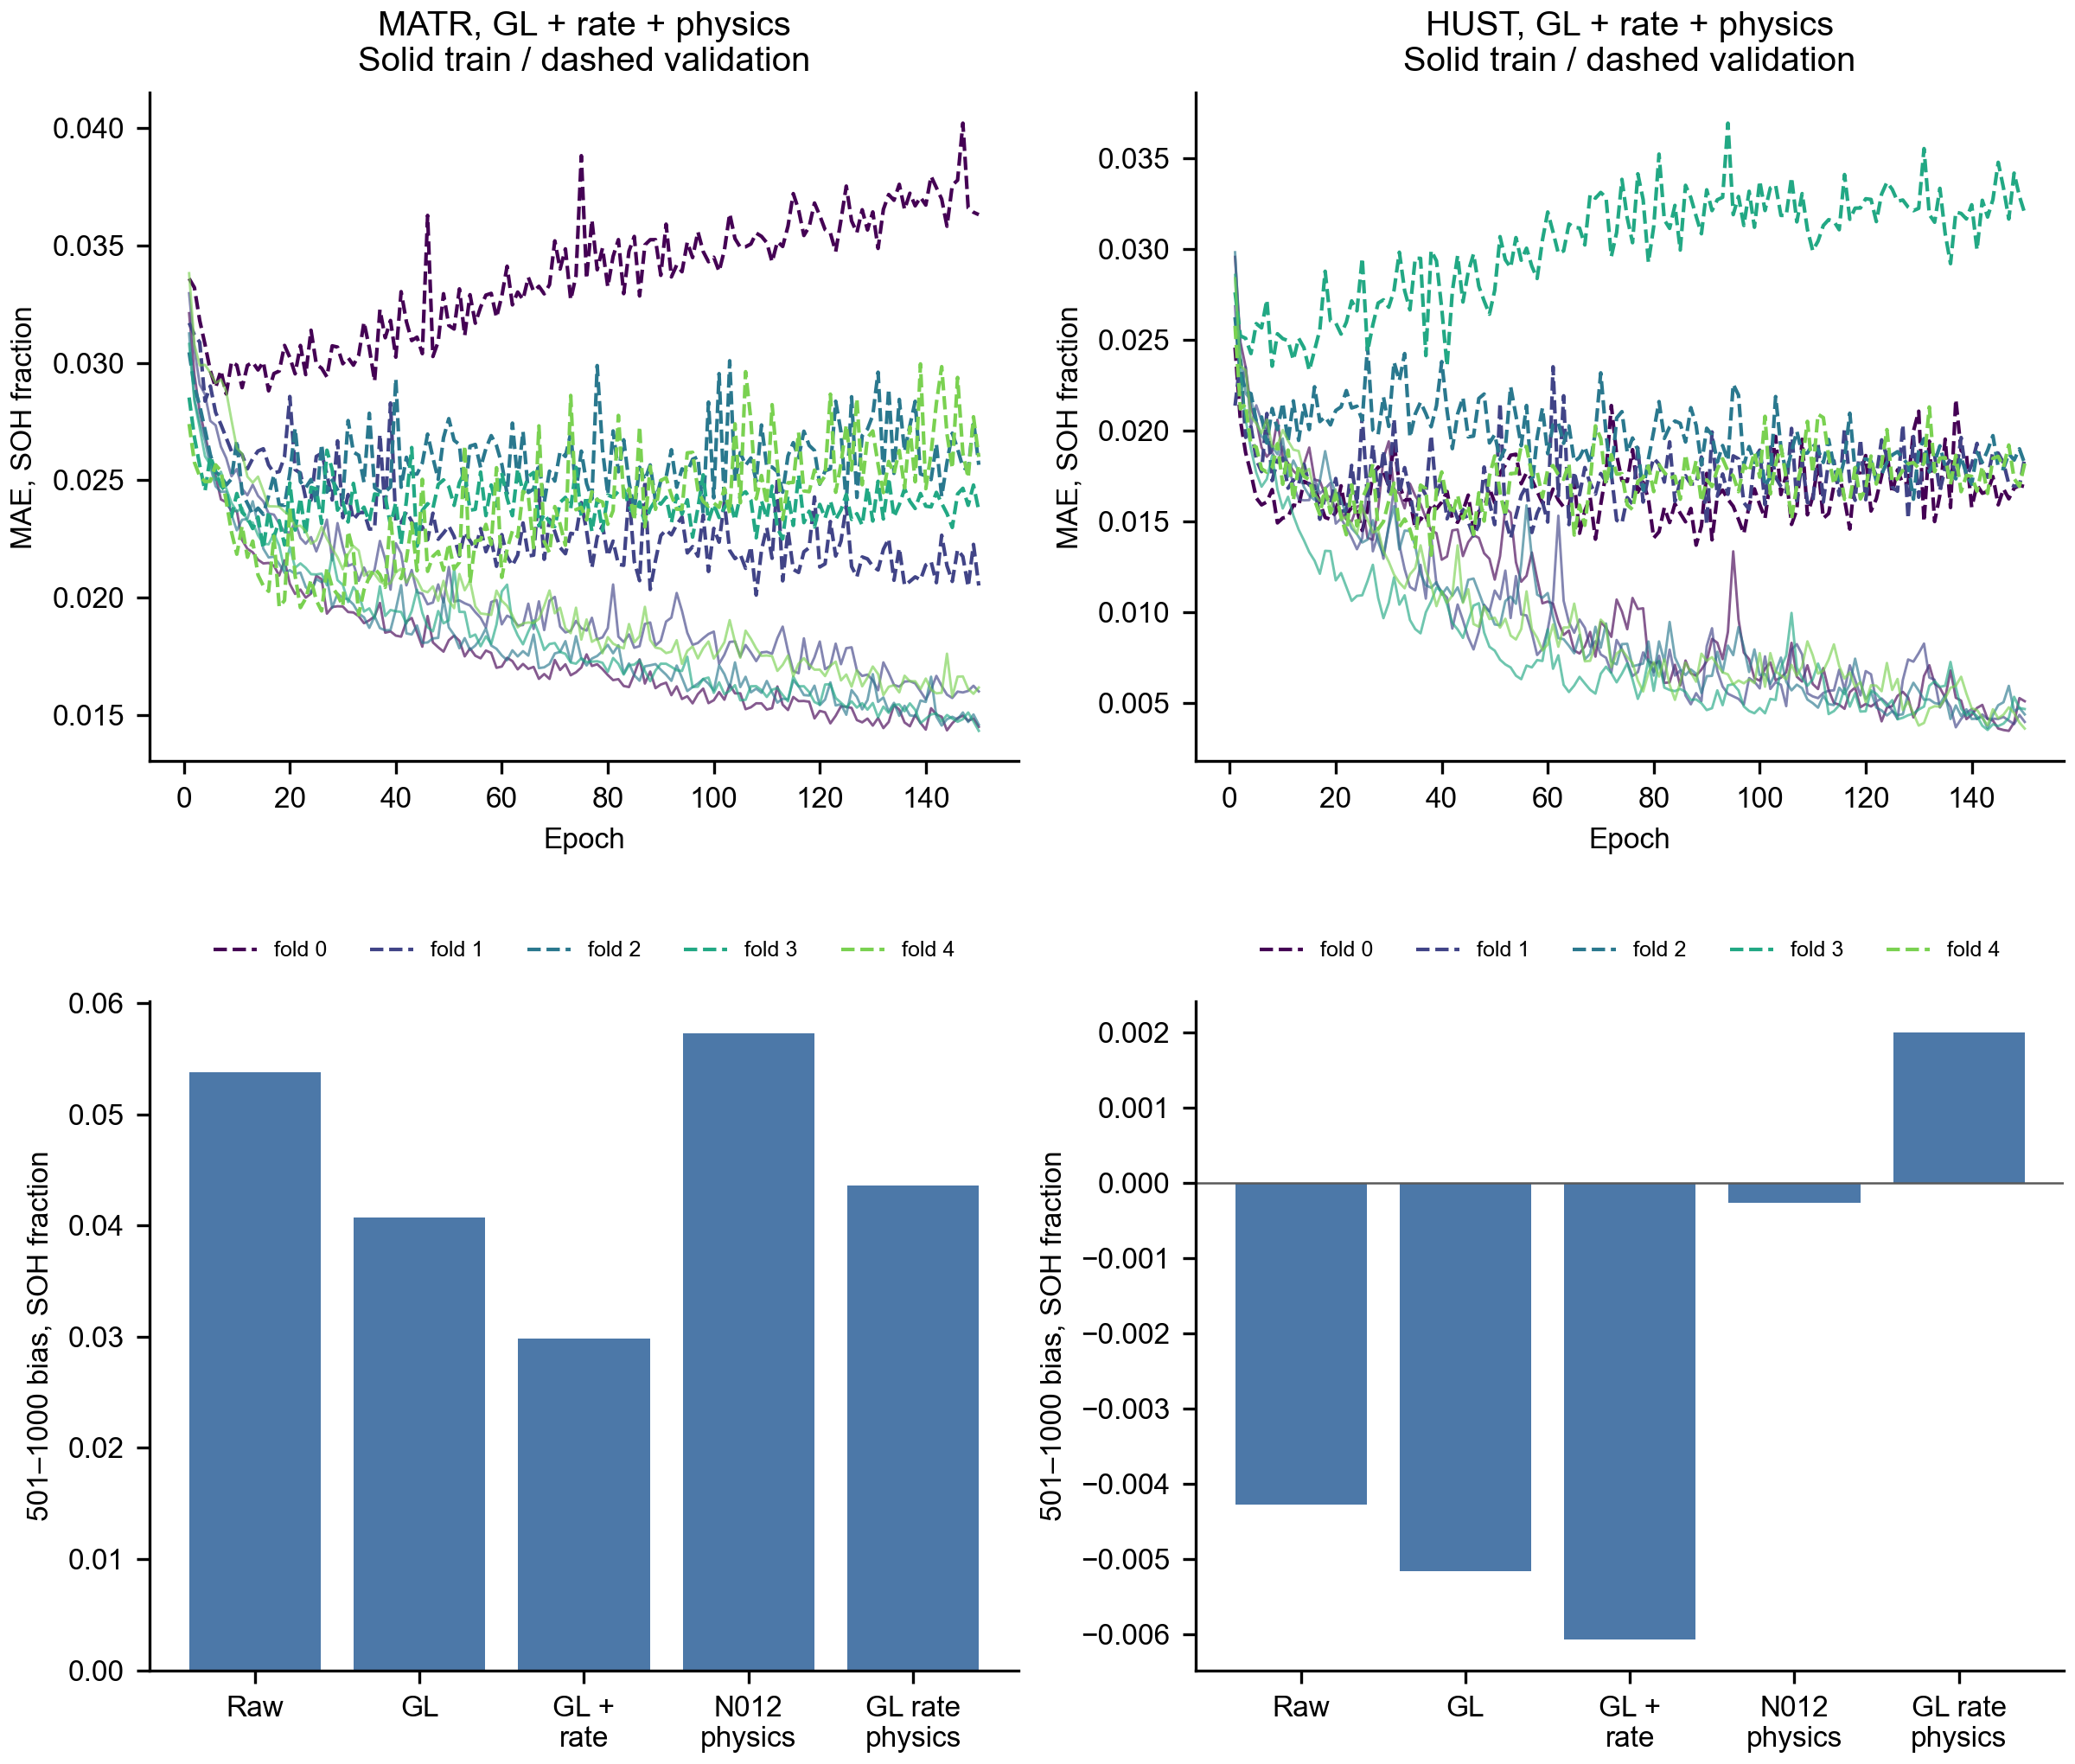 MATR, GL + rate + physics
Solid train / dashed validation
MAE, SOH fraction
0.040
0.035
0.030
0.025
0.020
0.015
0 20 40 60 80 100 120 140
Epoch
fold 0 fold 1 fold 2 fold 3 fold 4
HUST, GL + rate + physics
Solid train / dashed validation
MAE, SOH fraction
0.035
0.030
0.025
0.020
0.015
0.010
0.005
0 20 40 60 80 100 120 140
Epoch
fold 0 fold 1 fold 2 fold 3 fold 4
501–1000 bias, SOH fraction
0.06
0.05
0.04
0.03
0.02
0.01
0.00
Raw GL GL + N012 GL rate
rate physics physics
501–1000 bias, SOH fraction
0.002
0.001
0.000
−0.001
−0.002
−0.003
−0.004
−0.005
−0.006
Raw GL GL + N012 GL rate
rate physics physics